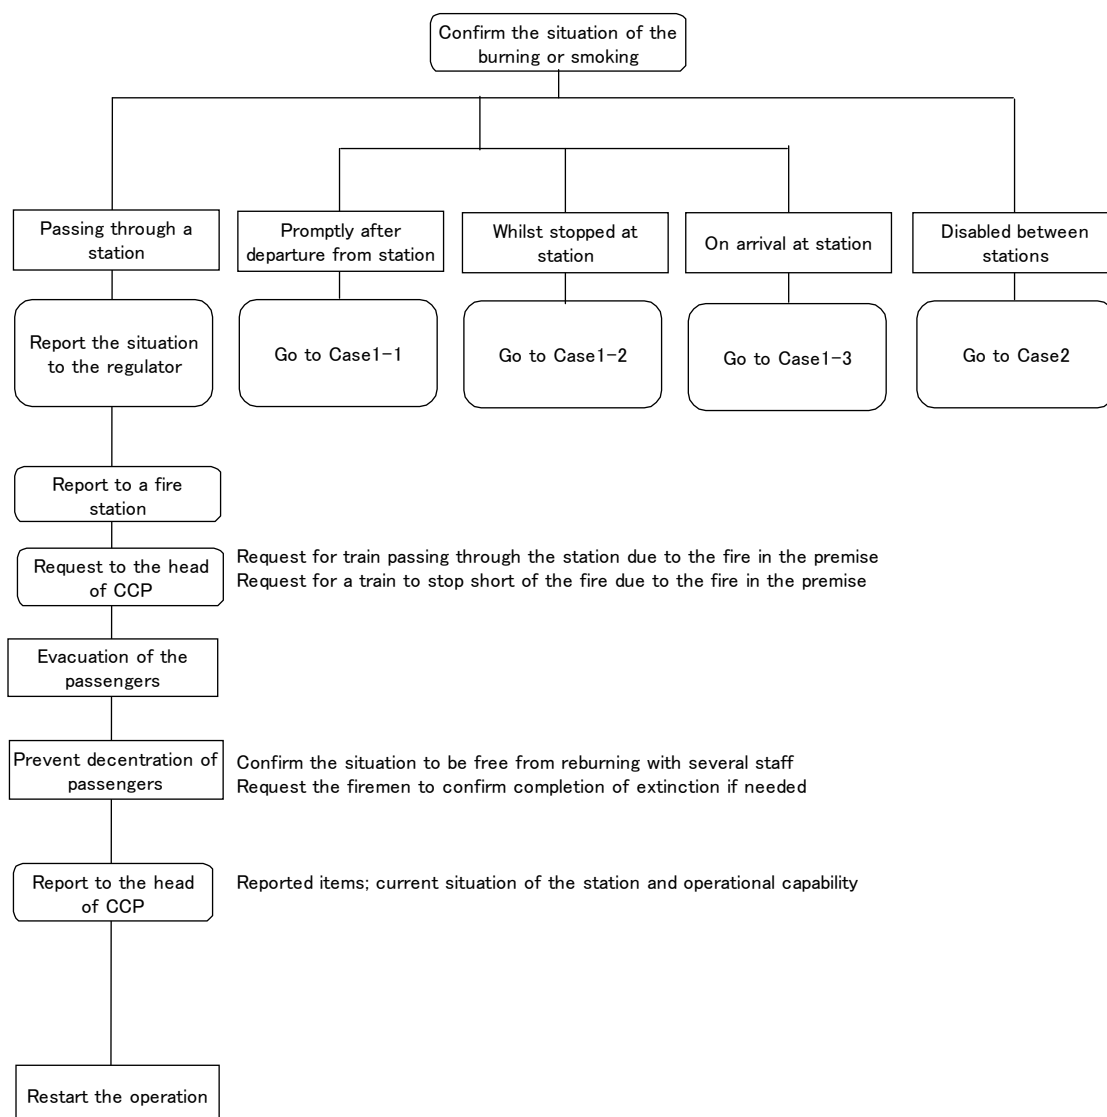 Confirm the situation of the
burning or smoking
Passing through a
station
Promptly after
departure from station
Whilst stopped at
station
On arrival at station
Disabled between
stations
Report the situation
to the regulator
Go to Case1-1
Go to Case1-2
Go to Case1-3
Go to Case2
Report to a fire
station
Request to the head
of CCP
Request for train passing through the station due to the fire in the premise
Request for a train to stop short of the fire due to the fire in the premise
Evacuation of the
passengers
Prevent decentration of
passengers
Confirm the situation to be free from reburning with several staff
Request the firemen to confirm completion of extinction if needed
Report to the head
of CCP
Reported items; current situation of the station and operational capability
Restart the operation